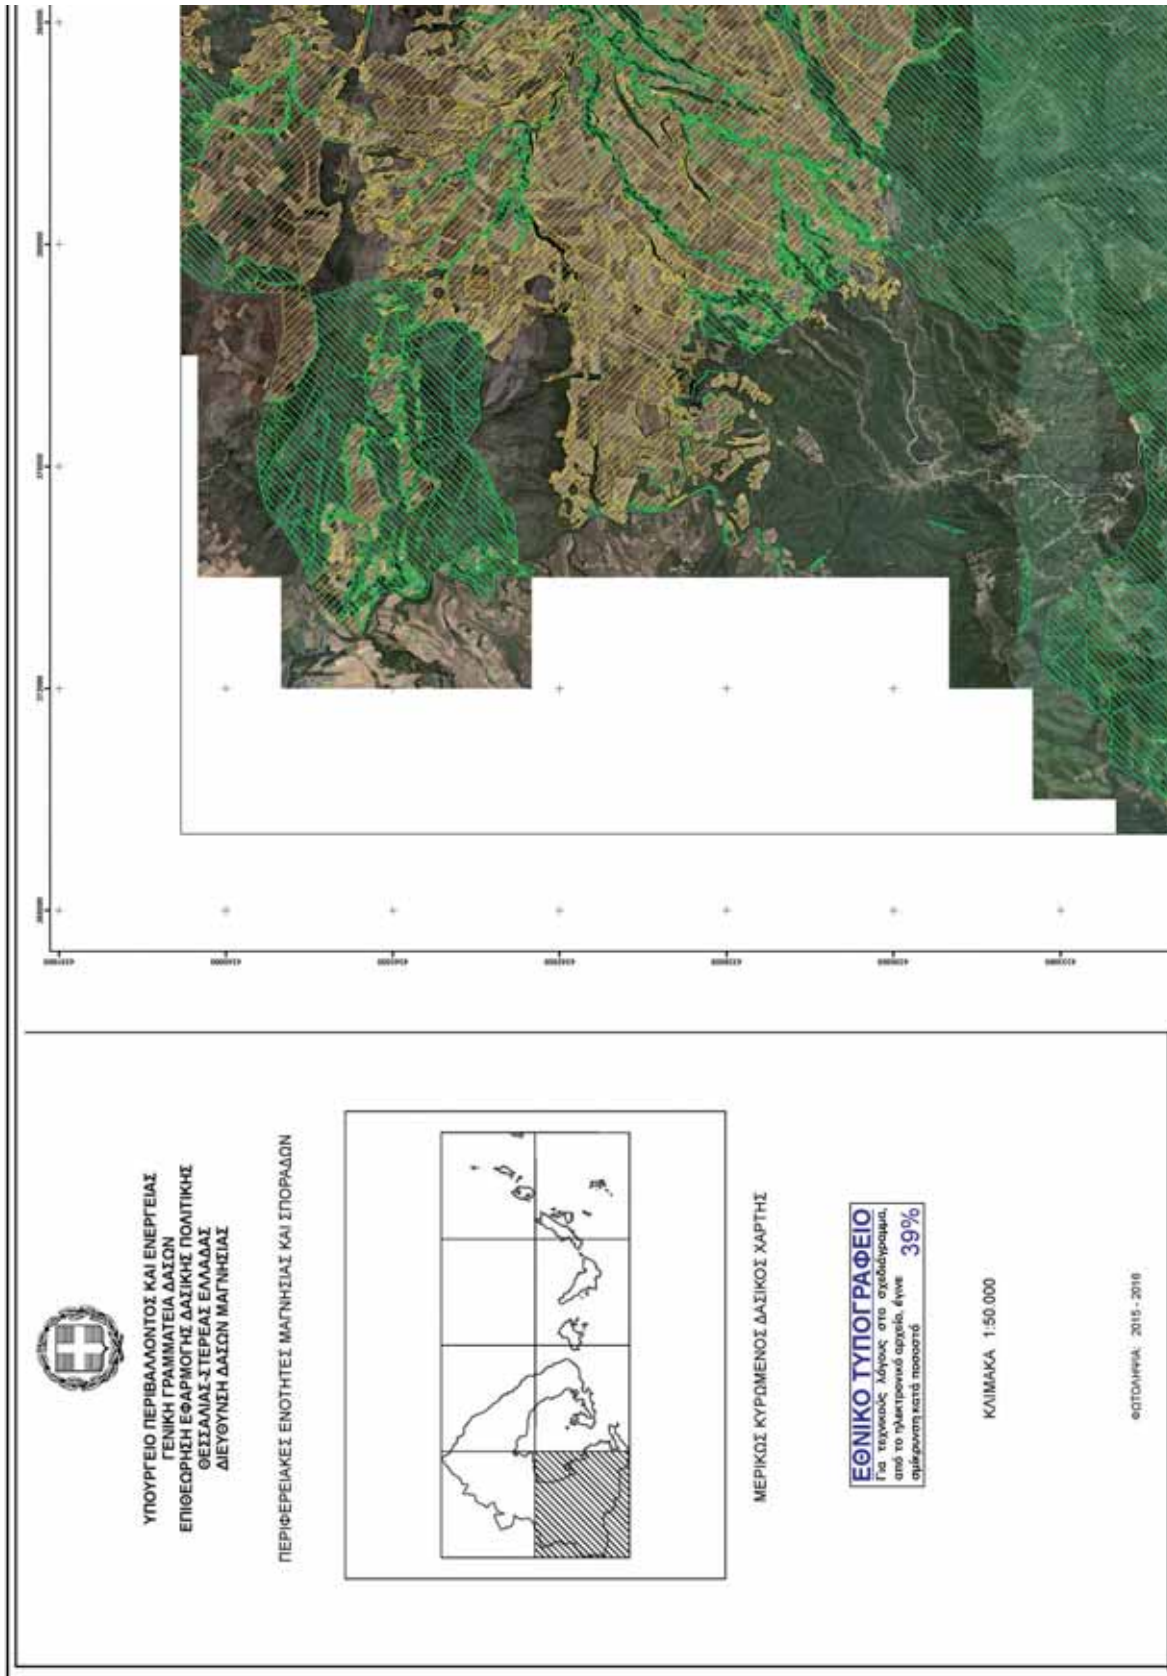 ΥΠΟΥΡΓΕΙΟ ΠΕΡΙΒΑΛΛΟΝΤΟΣ ΚΑΙ ΕΝΕΡΓΕΙΑΣ
ΓΕΝΙΚΗ ΓΡΑΜΜΑΤΕΙΑ ΔΑΣΩΝ
ΕΠΙΘΕΩΡΗΣΗ ΕΦΑΡΜΟΓΗΣ ΔΑΣΙΚΗΣ ΠΟΛΙΤΙΚΗΣ
ΘΕΣΣΑΛΙΑΣ-ΣΤΕΡΕΑΣ ΕΛΛΑΔΑΣ
ΔΙΕΥΘΥΝΣΗ ΔΑΣΩΝ ΜΑΓΝΗΣΙΑΣ
ΠΕΡΙΦΕΡΕΙΑΚΕΣ ΕΝΟΤΗΤΕΣ ΜΑΓΝΗΣΙΑΣ ΚΑΙ ΣΠΟΡΑΔΩΝ
ΜΕΡΙΚΩΣ ΚΥΡΩΜΕΝΟΣ ΔΑΣΙΚΟΣ ΧΑΡΤΗΣ
ΕΘΝΙΚΟ ΤΥΠΟΓΡΑΦΕΙΟ
Για τεχνικούς λόγους στο σχεδιάγραμμα,
από το ηλεκτρονικό αρχείο, έγινε
σμίκρυνση κατά ποσοστό 39%
ΚΛΙΜΑΚΑ 1:50.000
ΦΩΤΟΛΗΨΙΑ: 2015 - 2016